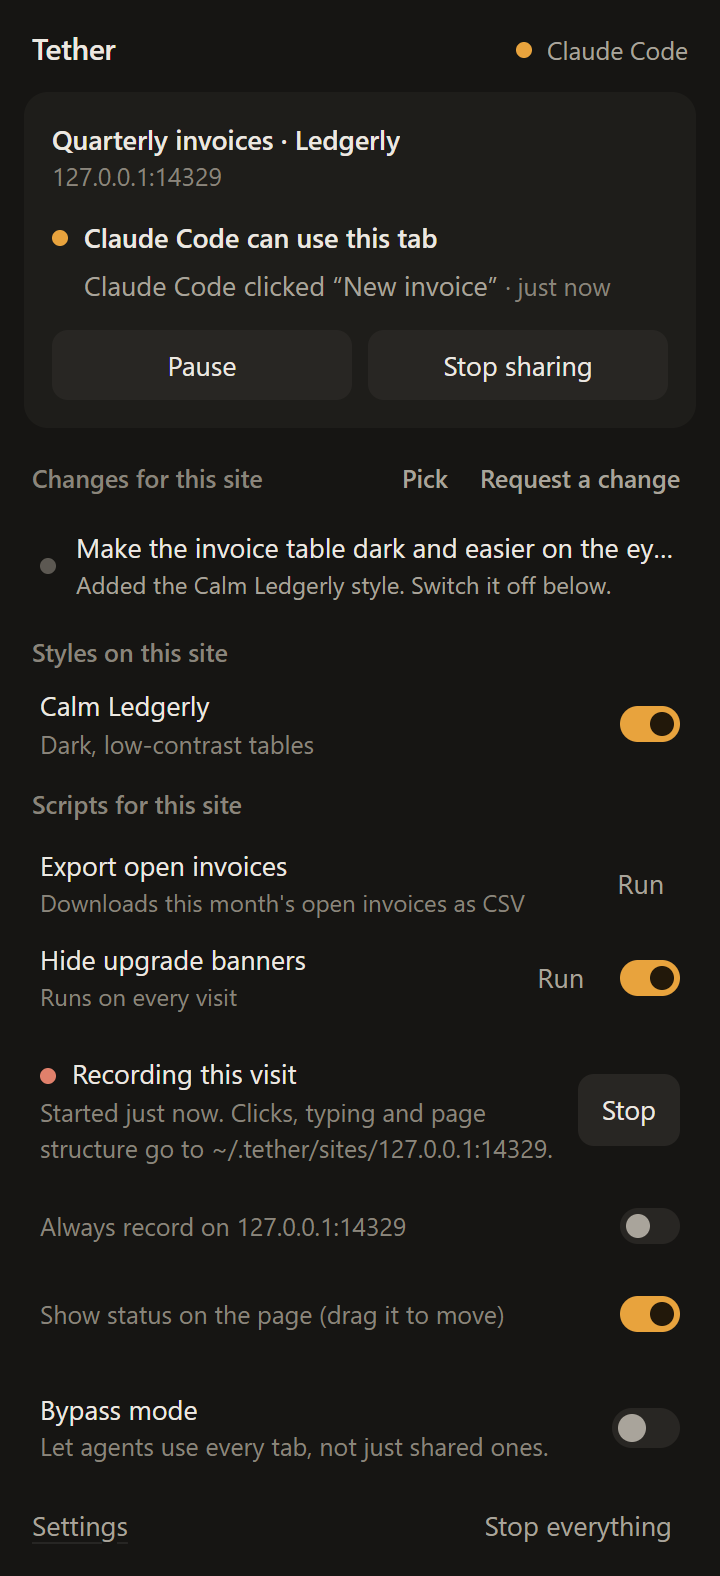 Tether
Claude Code
Quarterly invoices · Ledgerly
127.0.0.1:14329
Claude Code can use this tab
Claude Code clicked “New invoice” · just now
Pause
Stop sharing
Changes for this site
Pick
Request a change
Make the invoice table dark and easier on the ey...
Added the Calm Ledgerly style. Switch it off below.
Styles on this site
Calm Ledgerly
Dark, low-contrast tables
Scripts for this site
Export open invoices
Downloads this month's open invoices as CSV
Run
Hide upgrade banners
Runs on every visit
Run
Recording this visit
Started just now. Clicks, typing and page
structure go to ~/.tether/sites/127.0.0.1:14329.
Stop
Always record on 127.0.0.1:14329
Show status on the page (drag it to move)
Bypass mode
Let agents use every tab, not just shared ones.
Settings
Stop everything